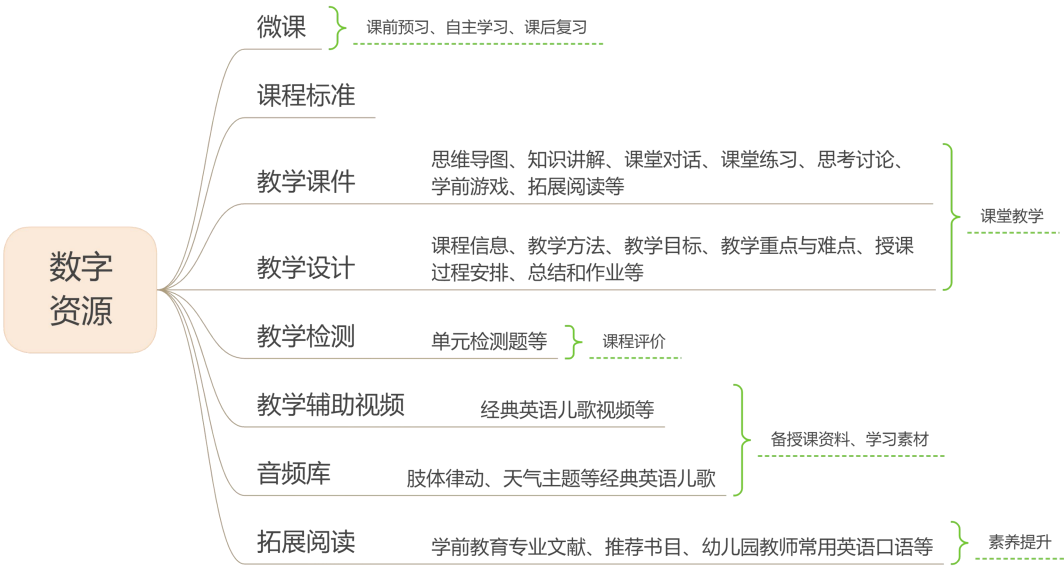 数字
资源
微课
课前预习、自主学习、课后复习
课程标准
教学课件
思维导图、知识讲解、课堂对话、课堂练习、思考讨论、
学前游戏、拓展阅读等
课堂教学
教学设计
课程信息、教学方法、教学目标、教学重点与难点、授课
过程安排、总结和作业等
教学检测
单元检测题等
课程评价
教学辅助视频
经典英语儿歌视频等
备授课资料、学习素材
音频库
肢体律动、天气主题等经典英语儿歌
拓展阅读
学前教育专业文献、推荐书目、幼儿园教师常用英语口语等
素养提升